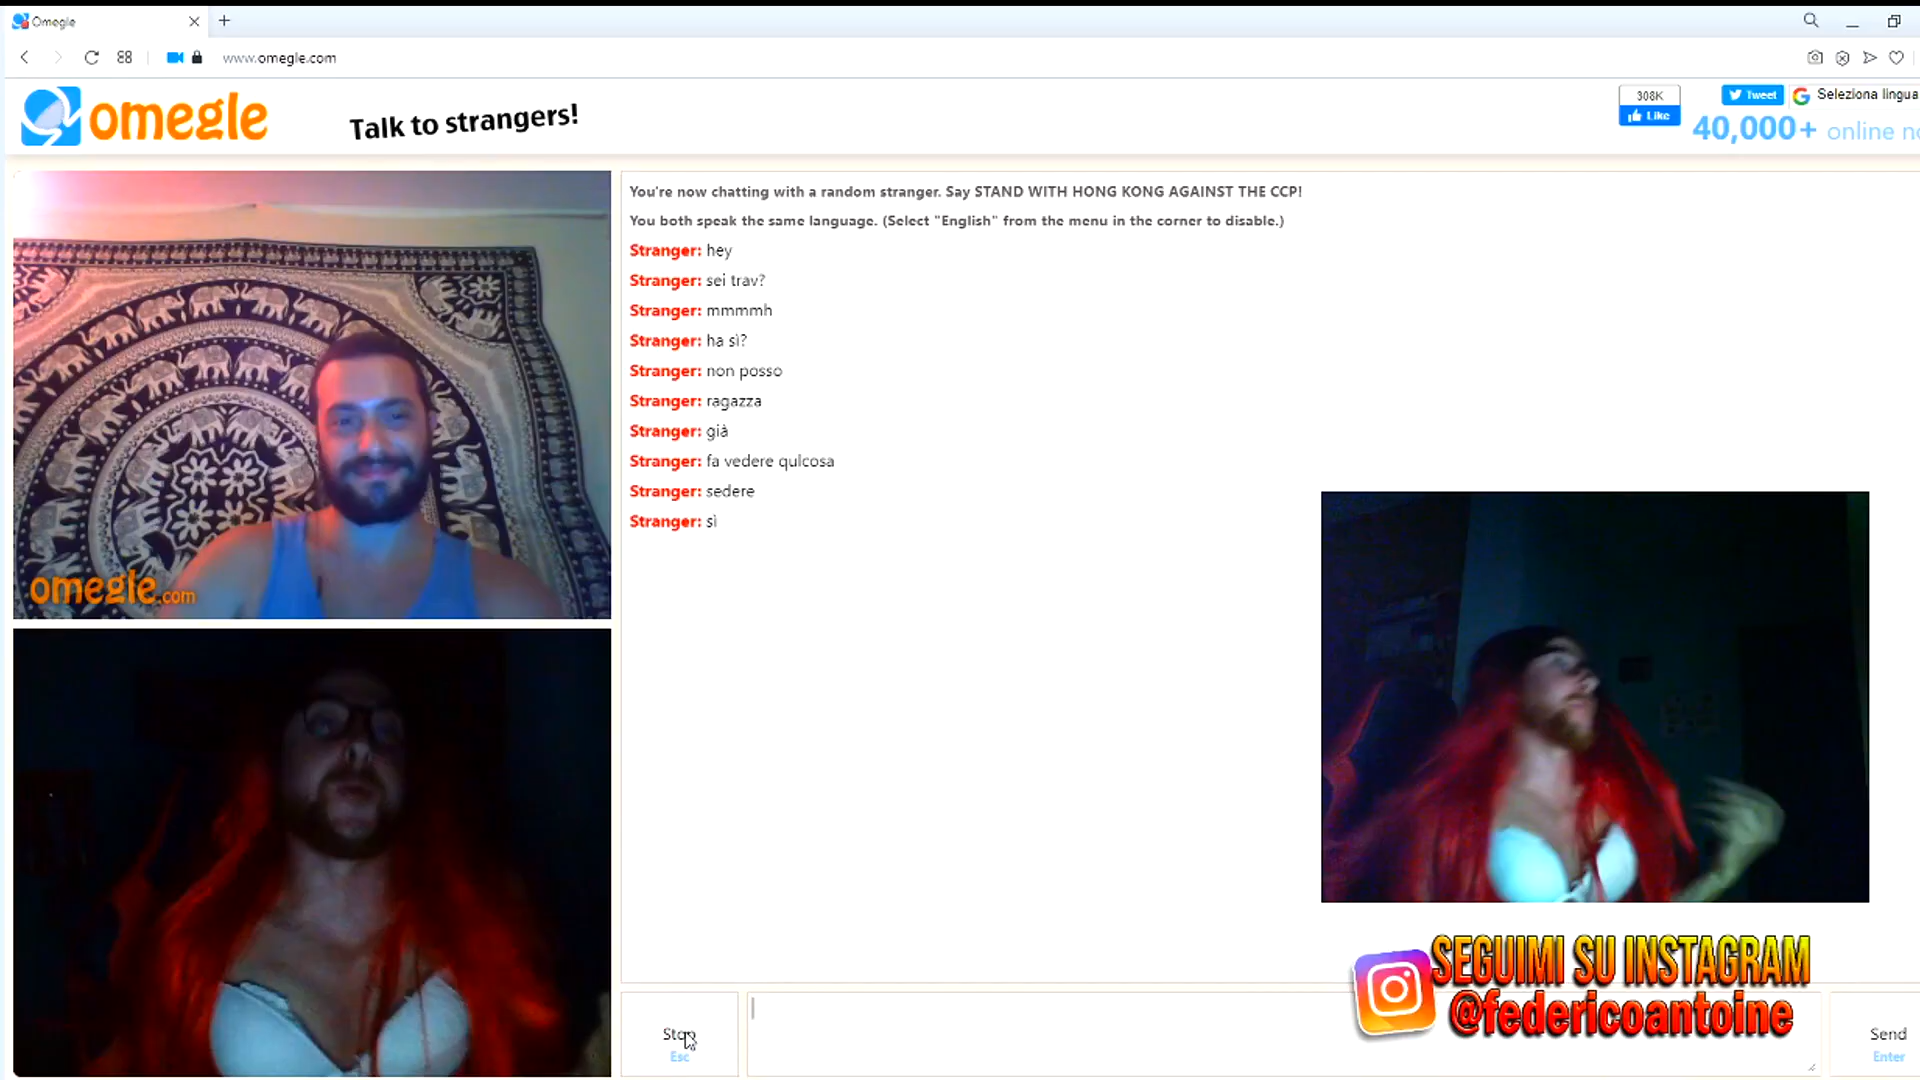 Omegle
www.omegle.com
omegle
Talk to strangers!
308K
Like
Tweet
Seleziona lingua
40,000+ online no
You're now chatting with a random stranger. Say STAND WITH HONG KONG AGAINST THE CCP!
You both speak the same language. (Select "English" from the menu in the corner to disable.)
Stranger: hey
Stranger: sei trav?
Stranger: mmmmh
Stranger: ha sì?
Stranger: non posso
Stranger: ragazza
Stranger: già
Stranger: fa vedere qulcosa
Stranger: sedere
Stranger: sì
omegle.com
SEGUIMI SU INSTAGRAM
@federicoantoine
Stop
Esc
Send
Enter